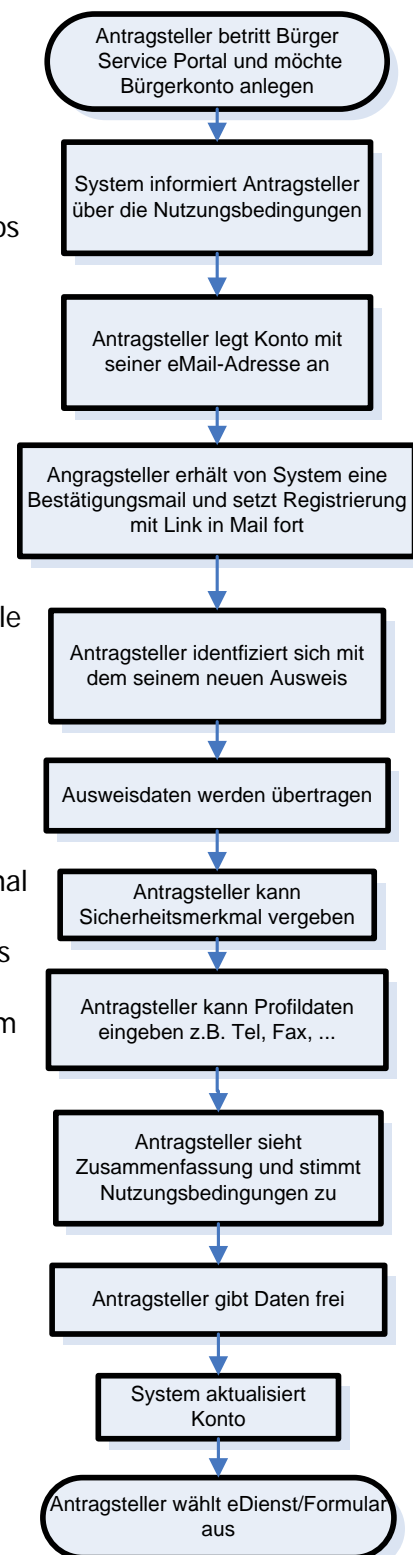 Antragsteller betritt Bürger
Service Portal und möchte
Bürgerkonto anlegen
System informiert Antragsteller
über die Nutzungsbedingungen
Antragsteller legt Konto mit
seiner eMail-Adresse an
Angragsteller erhält von System eine
Bestätigungsmail und setzt Registrierung
mit Link in Mail fort
Antragsteller identfiziert sich mit
dem seinem neuen Ausweis
Ausweisdaten werden übertragen
Antragsteller kann
Sicherheitsmerkmal vergeben
Antragsteller kann Profildaten
eingeben z.B. Tel, Fax, ...
Antragsteller sieht
Zusammenfassung und stimmt
Nutzungsbedingungen zu
Antragsteller gibt Daten frei
System aktualisiert
Konto
Antragsteller wählt eDienst/Formular
aus